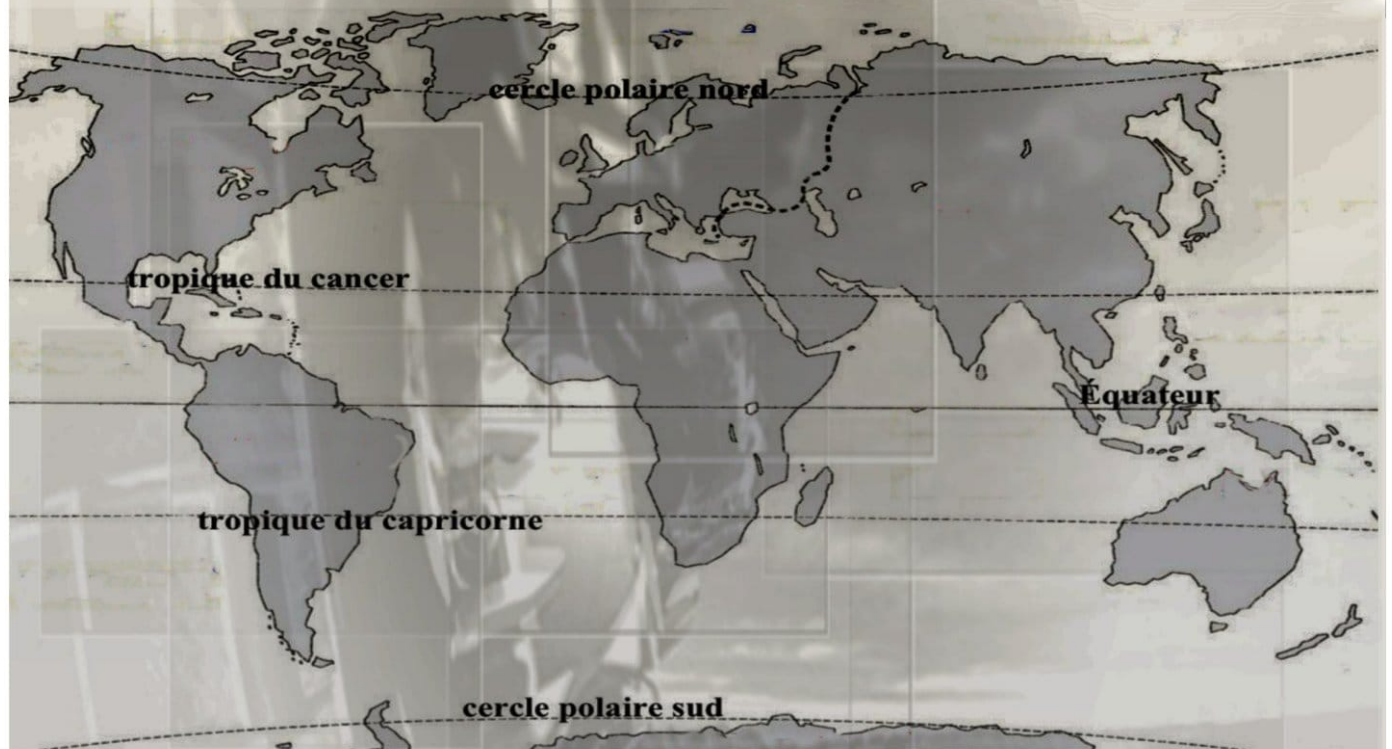 cercle polaire nord
tropique du cancer
Équateur
tropique du capricorne
cercle polaire sud